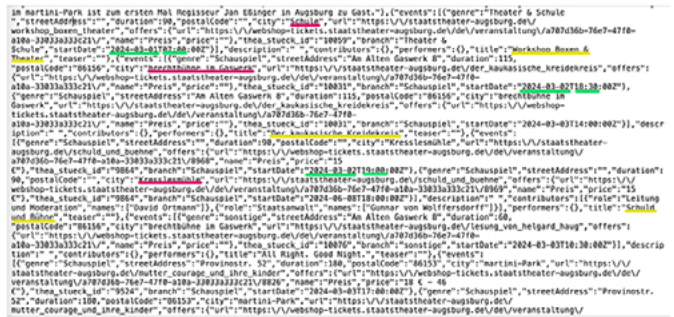 im martini-Park ist zum ersten Mal Regisseur Jan Eßinger in Augsburg zu Gast."},{"events":[{"genre":"Theater & Schule
","streetAddress":"","duration":90,"postalCode":"","city":"Schule","url":"https:\/\/staatstheater-augsburg.de\/
workshop_boxen_theater","offers":{"url":"https:\/\/webshop-tickets.staatstheater-augsburg.de\/de\/veranstaltung\/a707d36b-76e7-47f0-
a10a-33033a333c21\/","name":"Preis","price":""},"thea_stueck_id":"10059","branch":"Theater &
Schule","startDate":"2024-03-01T07:00:00Z"}],"description":" ","contributors":{},"performers":{},"title":"Workshop Boxen &
Theater","teaser":""},{"events":[{"genre":"Schauspiel","streetAddress":"Am Alten Gaswerk 8","duration":115,
"postalCode":"86156","city":"brechtbühne im Gaswerk","url":"https:\/\/staatstheater-augsburg.de\/der_kaukasische_kreidekreis","offers":
{"url":"https:\/\/webshop-tickets.staatstheater-augsburg.de\/de\/veranstaltung\/a707d36b-76e7-47f0-
a10a-33033a333c21\/","name":"Preis","price":""},"thea_stueck_id":"10031","branch":"Schauspiel","startDate":"2024-03-02T18:30:00Z"},
{"genre":"Schauspiel","streetAddress":"Am Alten Gaswerk 8","duration":115,"postalCode":"86156","city":"brechtbühne im
Gaswerk","url":"https:\/\/staatstheater-augsburg.de\/der_kaukasische_kreidekreis","offers":{"url":"https:\/\/webshop-
tickets.staatstheater-augsburg.de\/de\/veranstaltung\/a707d36b-76e7-47f0-
a10a-33033a333c21\/","name":"Preis","price":""},"thea_stueck_id":"10031","branch":"Schauspiel","startDate":"2024-03-03T14:00:00Z"}],"descr
iption":" ","contributors":{},"performers":{},"title":"Der kaukasische Kreidekreis","teaser":""},{"events":
[{"genre":"Schauspiel","streetAddress":"","duration":90,"postalCode":"","city":"Kresslesmühle","url":"https:\/\/staatstheater-
augsburg.de\/schuld_und_buehne","offers":{"url":"https:\/\/webshop-tickets.staatstheater-augsburg.de\/de\/veranstaltung\/
a707d36b-76e7-47f0-a10a-33033a333c21\/8968","name":"Preis","price":"15
€"},"thea_stueck_id":"9864","branch":"Schauspiel","startDate":"2024-03-02T19:00:00Z"},{"genre":"Schauspiel","streetAddress":"","duration":
90,"postalCode":"","city":"Kresslesmühle","url":"https:\/\/staatstheater-augsburg.de\/schuld_und_buehne","offers":{"url":"https:\/\/
webshop-tickets.staatstheater-augsburg.de\/de\/veranstaltung\/a707d36b-76e7-47f0-a10a-33033a333c21\/8969","name":"Preis","price":"15
€"},"thea_stueck_id":"9864","branch":"Schauspiel","startDate":"2024-06-08T18:00:00Z"}],"description":" ","contributors":[{"role":"Leitung
und Moderation","names":["David Ortmann"]},{"role":"Staatsanwalt","names":["Gunnar von Wolffersdorff"]}],"performers":{},"title":"Schuld
und Bühne","teaser":""},{"events":[{"genre":"sonstige","streetAddress":"Am Alten Gaswerk 8","duration":60,
"postalCode":"86156","city":"brechtbühne im Gaswerk","url":"https:\/\/staatstheater-augsburg.de\/lesung_von_helgard_haug","offers":
{"url":"https:\/\/webshop-tickets.staatstheater-augsburg.de\/de\/veranstaltung\/a707d36b-76e7-47f0-
a10a-33033a333c21\/","name":"Preis","price":""},"thea_stueck_id":"10076","branch":"sonstige","startDate":"2024-03-03T10:30:00Z"}],"descrip
tion":" ","contributors":{},"performers":{},"title":"All Right. Good Night.","teaser":""},{"events":
[{"genre":"Schauspiel","streetAddress":"Provinostr. 52","duration":180,"postalCode":"86153","city":"martini-Park","url":"https:\/\/
staatstheater-augsburg.de\/mutter_courage_und_ihre_kinder","offers":{"url":"https:\/\/webshop-tickets.staatstheater-augsburg.de\/de\/
veranstaltung\/a707d36b-76e7-47f0-a10a-33033a333c21\/8826","name":"Preis","price":"18 € - 46
€"},"thea_stueck_id":"9524","branch":"Schauspiel","startDate":"2024-03-03T17:00:00Z"},{"genre":"Schauspiel","streetAddress":"Provinostr.
52","duration":180,"postalCode":"86153","city":"martini-Park","url":"https:\/\/staatstheater-augsburg.de\/
mutter_courage_und_ihre_kinder","offers":{"url":"https:\/\/webshop-tickets.staatstheater-augsburg.de\/de\/veranstaltung\/